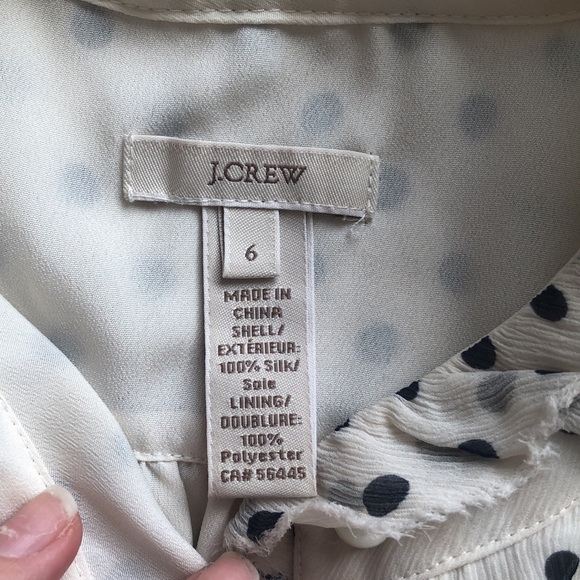 J.CREW
6
MADE IN
CHINA
SHELL/
EXTÉRIEUR:
100% Silk/
Soie
LINING/
DOUBLURE:
100%
Polyester
CA# 56445